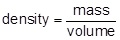 density = mass / volume